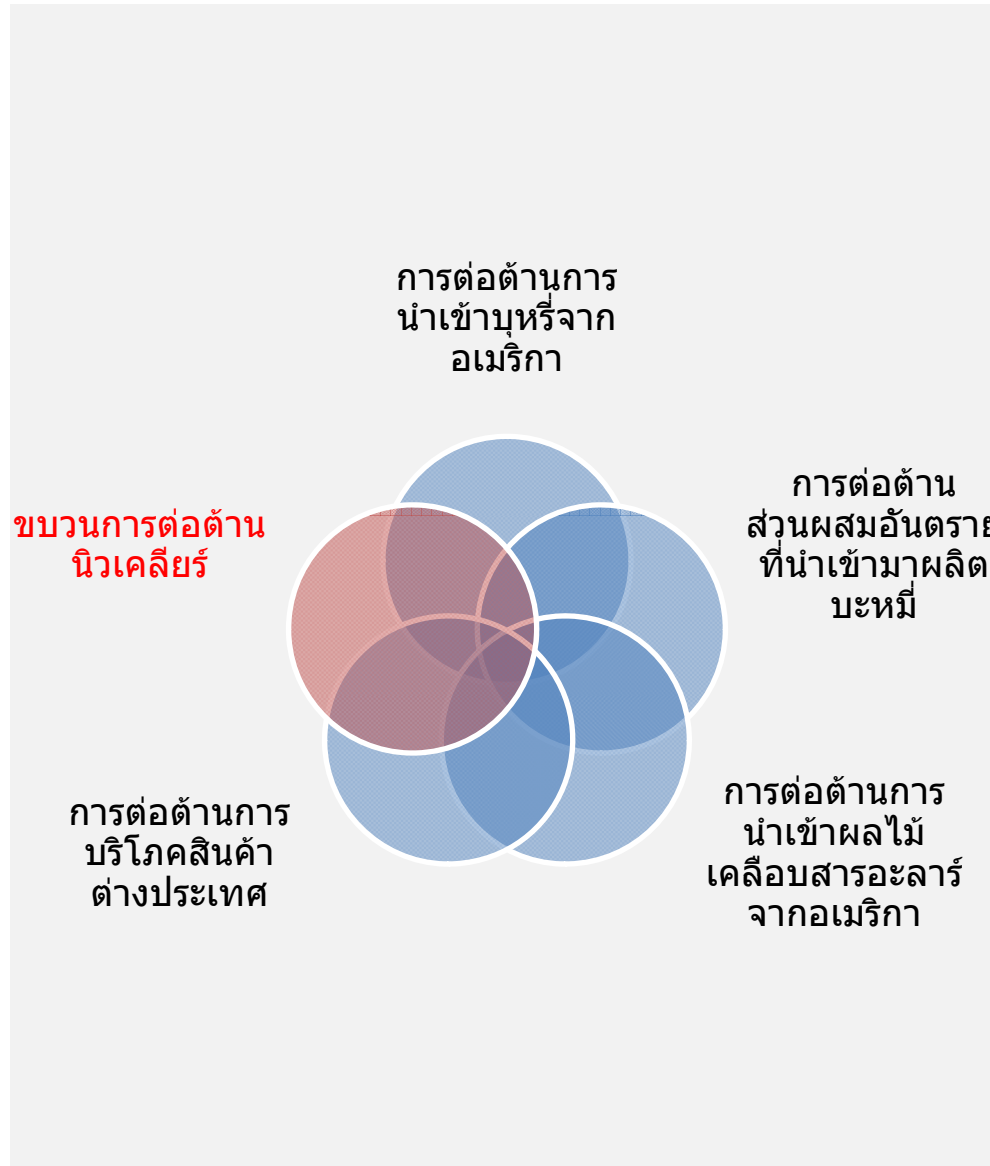 การต่อต้านการ
นำเข้าบุหรี่จาก
อเมริกา
การต่อต้าน
ส่วนผสมอันตราย
ที่นำเข้ามาผลิต
บะหมี่
การต่อต้านการ
นำเข้าผลไม้
เคลือบสารอะลาร์
จากอเมริกา
การต่อต้านการ
บริโภคสินค้า
ต่างประเทศ
ขบวนการต่อต้าน
นิวเคลียร์